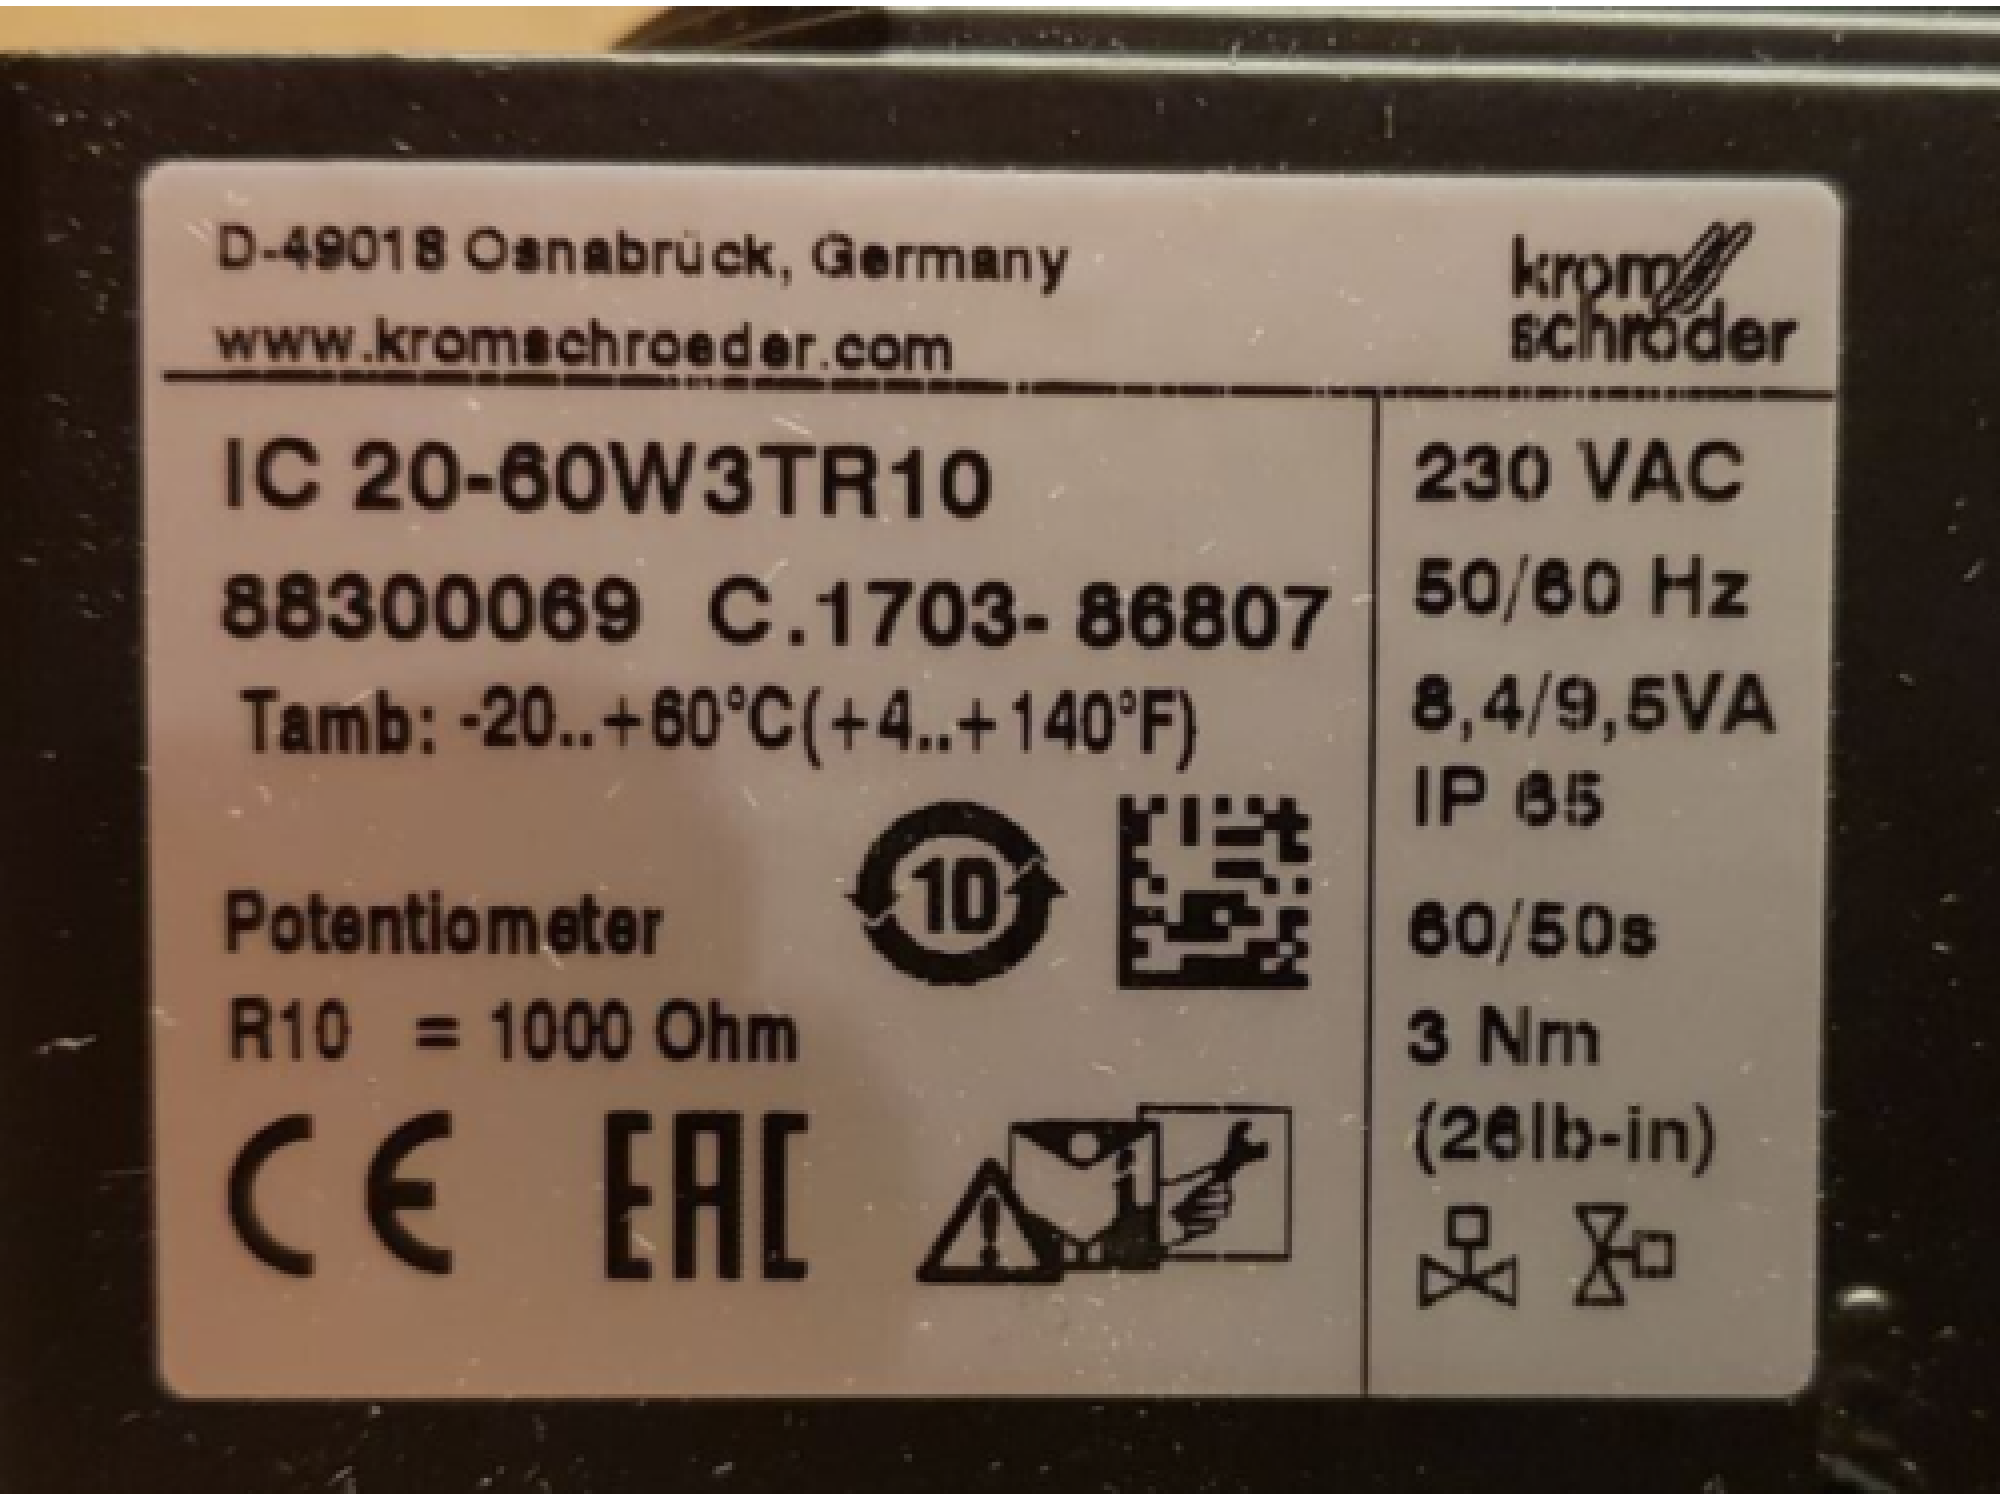 D-49018 Osnabrück, Germany
www.kromschroeder.com
krom
schröder
IC 20-60W3TR10
88300069 C.1703- 86807
Tamb: -20..+60°C(+4..+140°F)
10
Potentiometer
R10 = 1000 Ohm
CE EAC
230 VAC
50/60 Hz
8,4/9,5VA
IP 65
60/50s
3 Nm
(26lb-in)